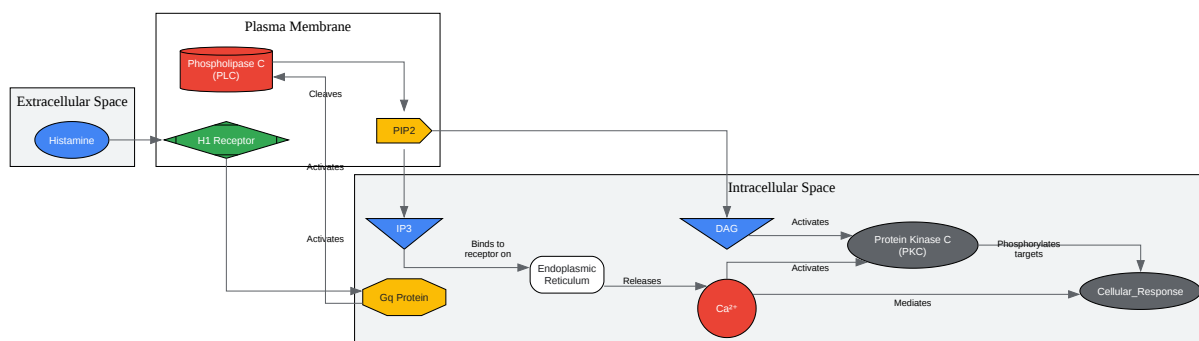 Plasma Membrane
Phospholipase C
(PLC)
Cleaves
Extracellular Space
Histamine
H1 Receptor
PIP2
Activates
Intracellular Space
IP3
DAG
Activates
Protein Kinase C
(PKC)
Phosphorylates
targets
Activates
Binds to
receptor on
Endoplasmic
Reticulum
Releases
Activates
Gq Protein
Ca²⁺
Mediates
Cellular_Response